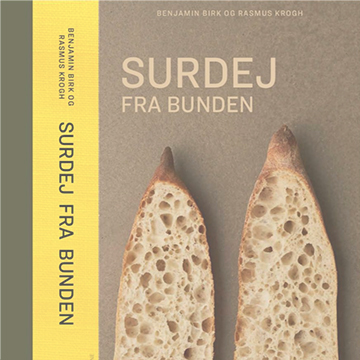 BENJAMIN BIRK OG RASMUS KROGH
SURDEJ
FRA BUNDEN
BENJAMIN BIRK OG
RASMUS KROGH
SURDEJ FRA BUNDEN